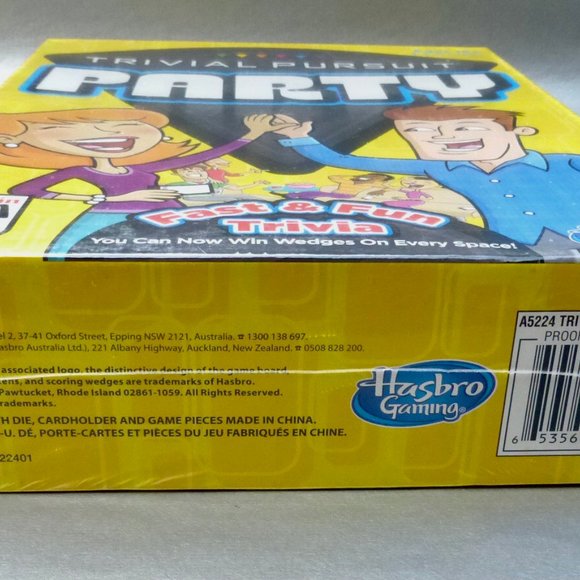 TRIVIAL PURSUIT
PARTY
Fast & Fun
Trivia
You Can Now Win Wedges On Every Space!
el 2, 37-41 Oxford Street, Epping NSW 2121, Australia. ☎ 1300 138 697.
asbro Australia Ltd.), 221 Albany Highway, Auckland, New Zealand. ☎ 0508 828 200.
associated logo, the distinctive design of the game board,
ens, and scoring wedges are trademarks of Hasbro.
Pawtucket, Rhode Island 02861-1059. All Rights Reserved.
rademarks.
TH DIE, CARDHOLDER AND GAME PIECES MADE IN CHINA.
-U. DÉ, PORTE-CARTES ET PIÈCES DU JEU FABRIQUÉS EN CHINE.
22401
Hasbro
Gaming
A5224 TRI
PROOF
6 5356